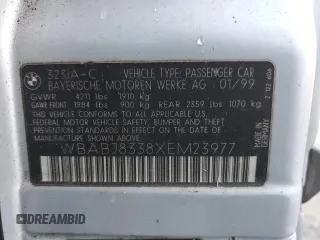 323iA-C VEHICLE TYPE: PASSENGER CAR
BAYERISCHE MOTOREN WERKE AG 01/99
GVWR 4211 lbs 1910 kg
GAWR FRONT 1984 lbs 900 kg REAR 2359 lbs 1070 kg
THIS VEHICLE CONFORMS TO ALL APPLICABLE U.S.
FEDERAL MOTOR VEHICLE SAFETY, BUMPER, AND THEFT
PREVENTION STANDARDS IN EFFECT ON THE DATE OF
MANUFACTURE SHOWN ABOVE.
WBABJ8338XEM23977
DREAMBID